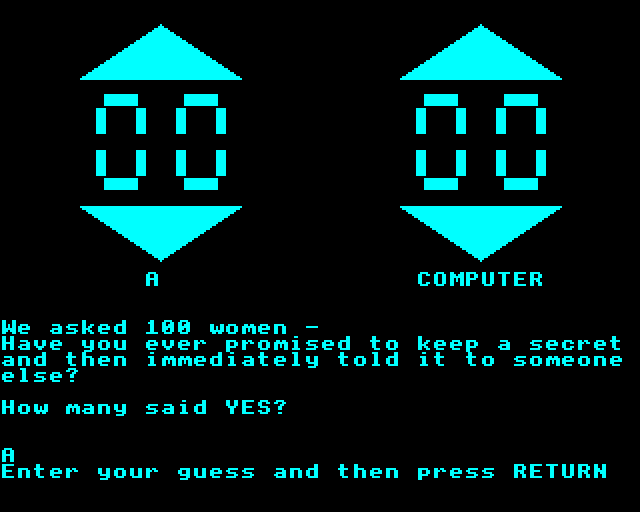 00 00
A COMPUTER
We asked 100 women -
Have you ever promised to keep a secret
and then immediately told it to someone
else?
How many said YES?
A
Enter your guess and then press RETURN